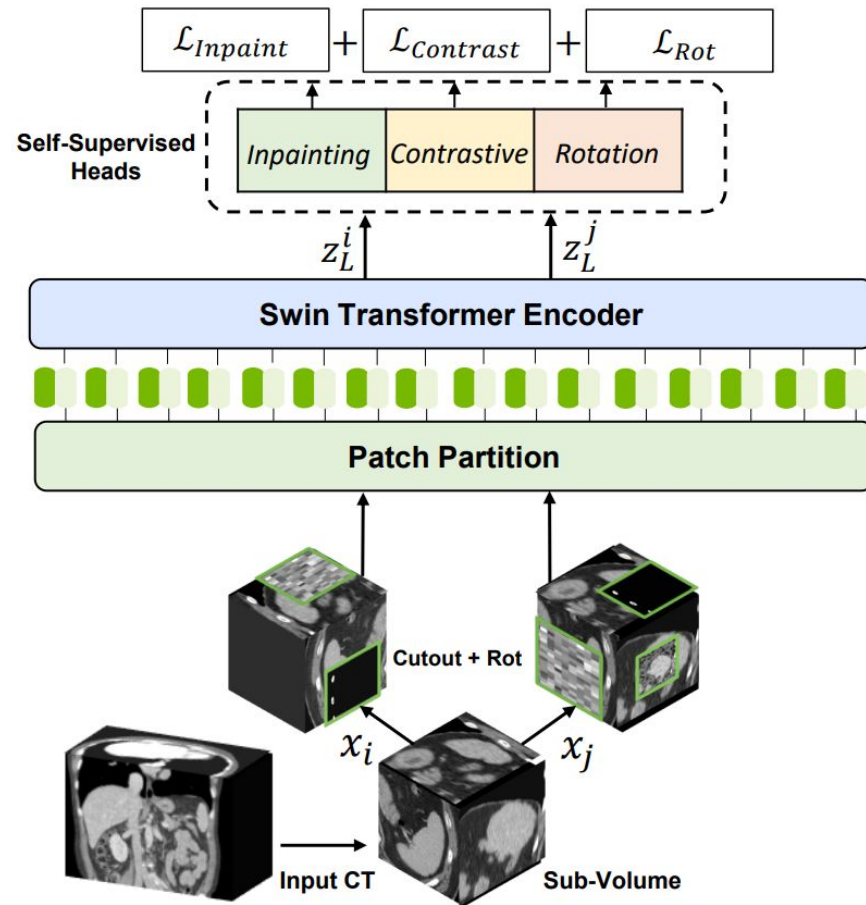 ℒ_Inpaint + ℒ_Contrast + ℒ_Rot
Self-Supervised
Heads
Inpainting Contrastive Rotation
z_L^i z_L^j
Swin Transformer Encoder
Patch Partition
Cutout + Rot
x_i x_j
Input CT
Sub-Volume